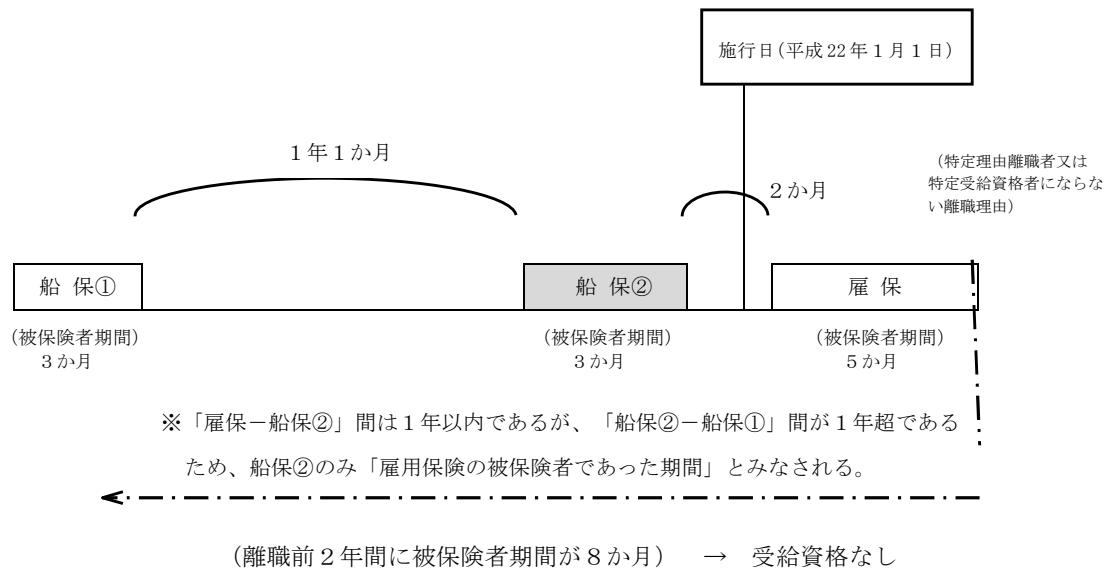 施行日(平成22年1月1日)
1年1か月
(特定理由離職者又は
特定受給資格者にならな
い離職理由)
2か月
船 保①
船 保②
雇 保
(被保険者期間)
3か月
(被保険者期間)
3か月
(被保険者期間)
5か月
※「雇保－船保②」間は1年以内であるが、「船保②－船保①」間が1年超である
ため、船保②のみ「雇用保険の被保険者であった期間」とみなされる。
(離職前2年間に被保険者期間が8か月) → 受給資格なし